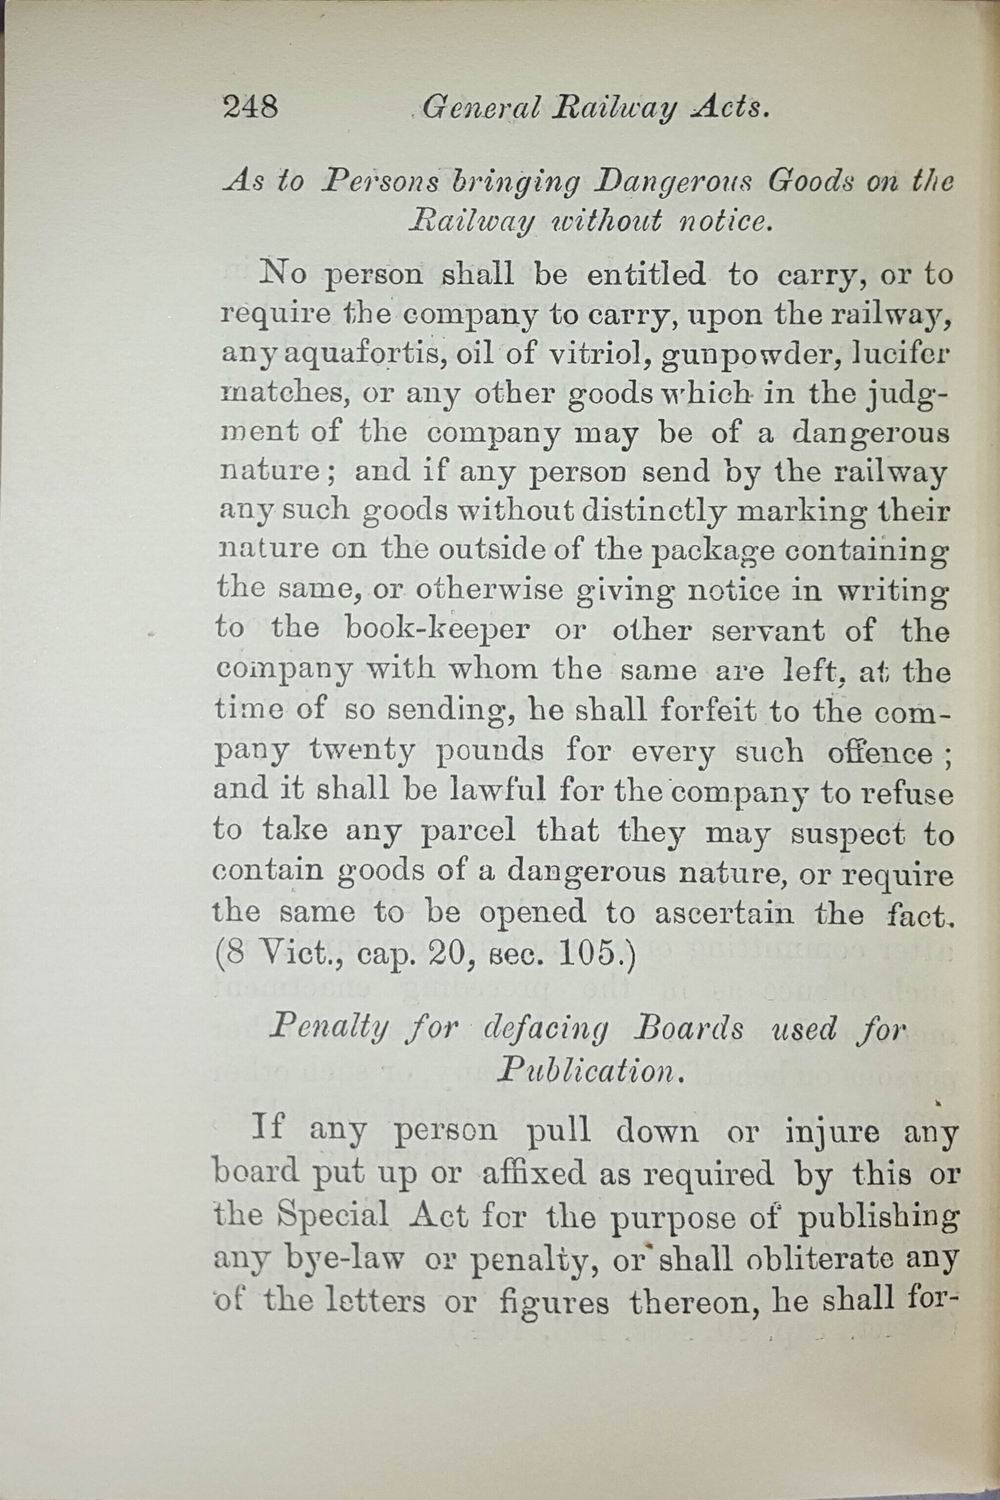 248 General Railway Acts.
As to Persons bringing Dangerous Goods on the
Railway without notice.
No person shall be entitled to carry, or to
require the company to carry, upon the railway,
any aquafortis, oil of vitriol, gunpowder, lucifer
matches, or any other goods which in the judg-
ment of the company may be of a dangerous
nature; and if any person send by the railway
any such goods without distinctly marking their
nature on the outside of the package containing
the same, or otherwise giving notice in writing
to the book-keeper or other servant of the
company with whom the same are left, at the
time of so sending, he shall forfeit to the com-
pany twenty pounds for every such offence;
and it shall be lawful for the company to refuse
to take any parcel that they may suspect to
contain goods of a dangerous nature, or require
the same to be opened to ascertain the fact.
(8 Vict., cap. 20, sec. 105.)
Penalty for defacing Boards used for
Publication.
If any person pull down or injure any
board put up or affixed as required by this or
the Special Act for the purpose of publishing
any bye-law or penalty, or shall obliterate any
of the letters or figures thereon, he shall for-